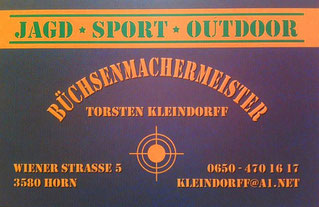 JAGD * SPORT * OUTDOOR
BÜCHSENMACHERMEISTER
TORSTEN KLEINDORFF
WIENER STRASSE 5
3580 HORN
0650 - 470 16 17
KLEINDORFF@A1.NET